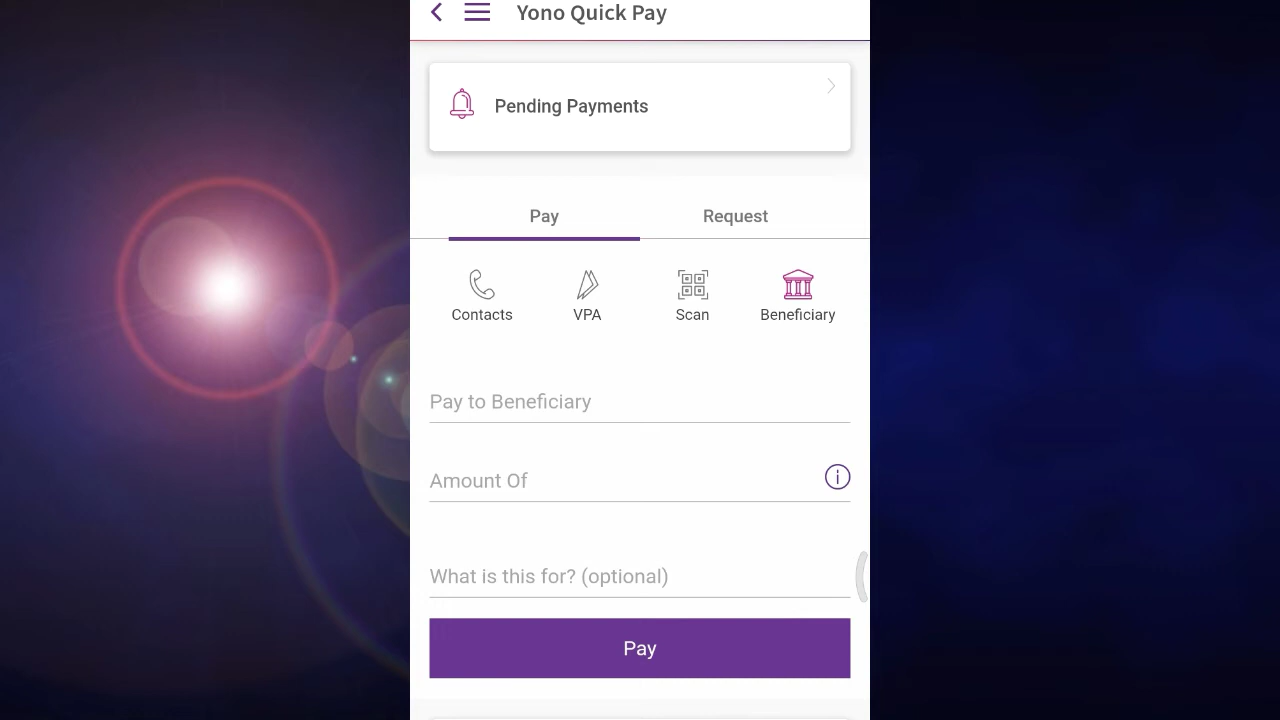 Yono Quick Pay
Pending Payments
Pay Request
Contacts VPA Scan Beneficiary
Pay to Beneficiary
Amount Of
What is this for? (optional)
Pay